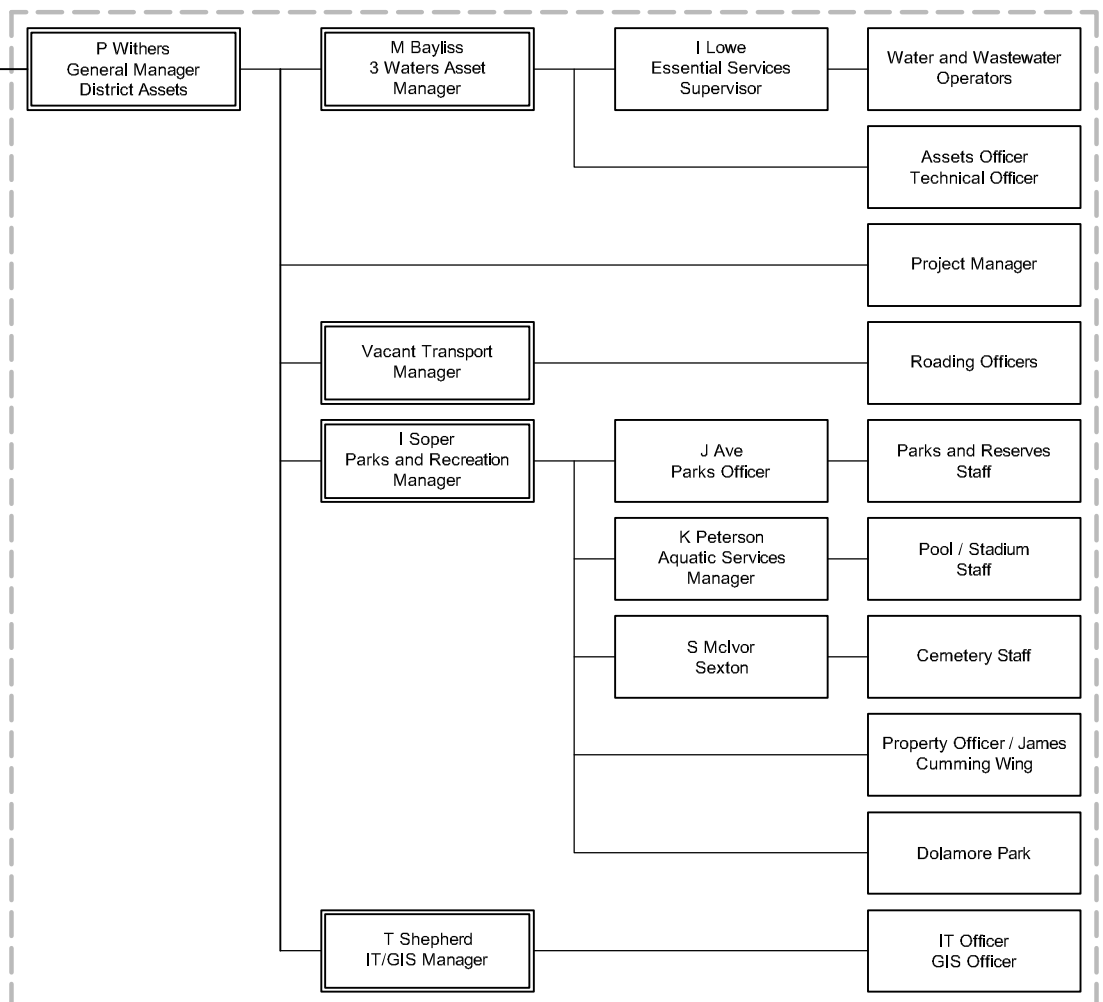 P Withers
General Manager
District Assets
M Bayliss
3 Waters Asset
Manager
I Lowe
Essential Services
Supervisor
Water and Wastewater
Operators
Assets Officer
Technical Officer
Project Manager
Vacant Transport
Manager
Roading Officers
I Soper
Parks and Recreation
Manager
J Ave
Parks Officer
Parks and Reserves
Staff
K Peterson
Aquatic Services
Manager
Pool / Stadium
Staff
S McIvor
Sexton
Cemetery Staff
Property Officer / James
Cumming Wing
Dolamore Park
T Shepherd
IT/GIS Manager
IT Officer
GIS Officer